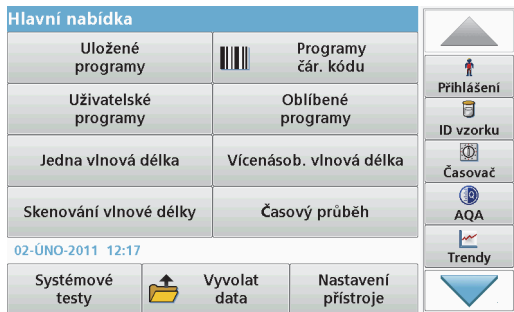 Hlavní nabídka
Uložené
programy
Programy
čár. kódu
Uživatelské
programy
Oblíbené
programy
Jedna vlnová délka
Vícenásob. vlnová délka
Skenování vlnové délky
Časový průběh
02-ÚNO-2011 12:17
Systémové
testy
Vyvolat
data
Nastavení
přístroje
Přihlášení
ID vzorku
Časovač
AQA
Trendy